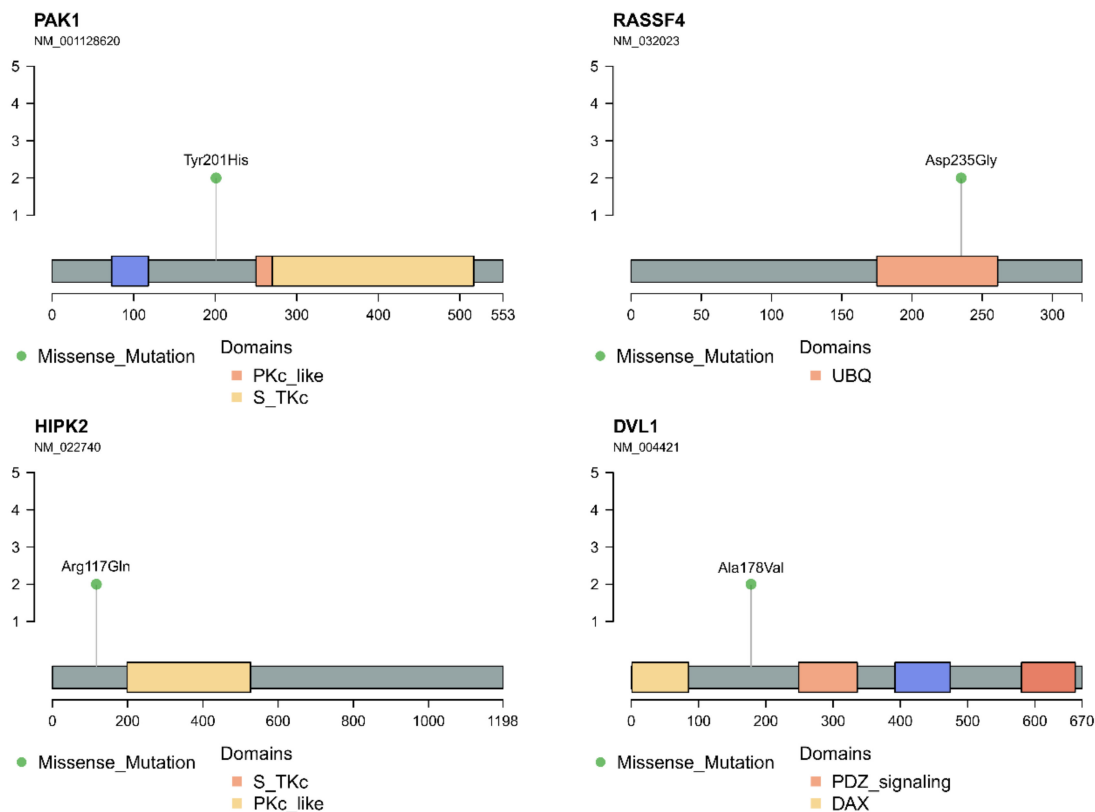 PAK1
NM_001128620
5
4
3
2
1
Tyr201His
0 100 200 300 400 500 553
Missense_Mutation
Domains
PKc_like
S_TKc
RASSF4
NM_032023
5
4
3
2
1
Asp235Gly
0 50 100 150 200 250 300
Missense_Mutation
Domains
UBQ
HIPK2
NM_022740
5
4
3
2
1
Arg117Gln
0 200 400 600 800 1000 1198
Missense_Mutation
Domains
S_TKc
PKc_like
DVL1
NM_004421
5
4
3
2
1
Ala178Val
0 100 200 300 400 500 600 670
Missense_Mutation
Domains
PDZ_signaling
DAX